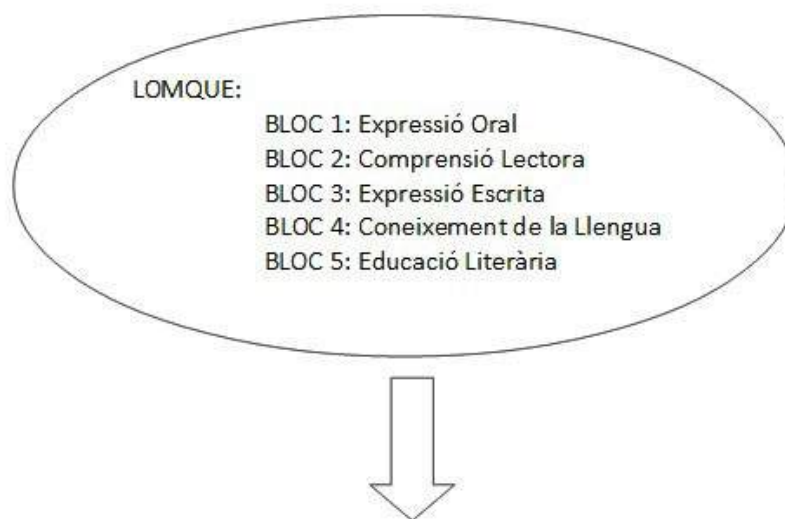 LOMQUE:
BLOC 1: Expressió Oral
BLOC 2: Comprensió Lectora
BLOC 3: Expressió Escrita
BLOC 4: Coneixement de la Llengua
BLOC 5: Educació Literària